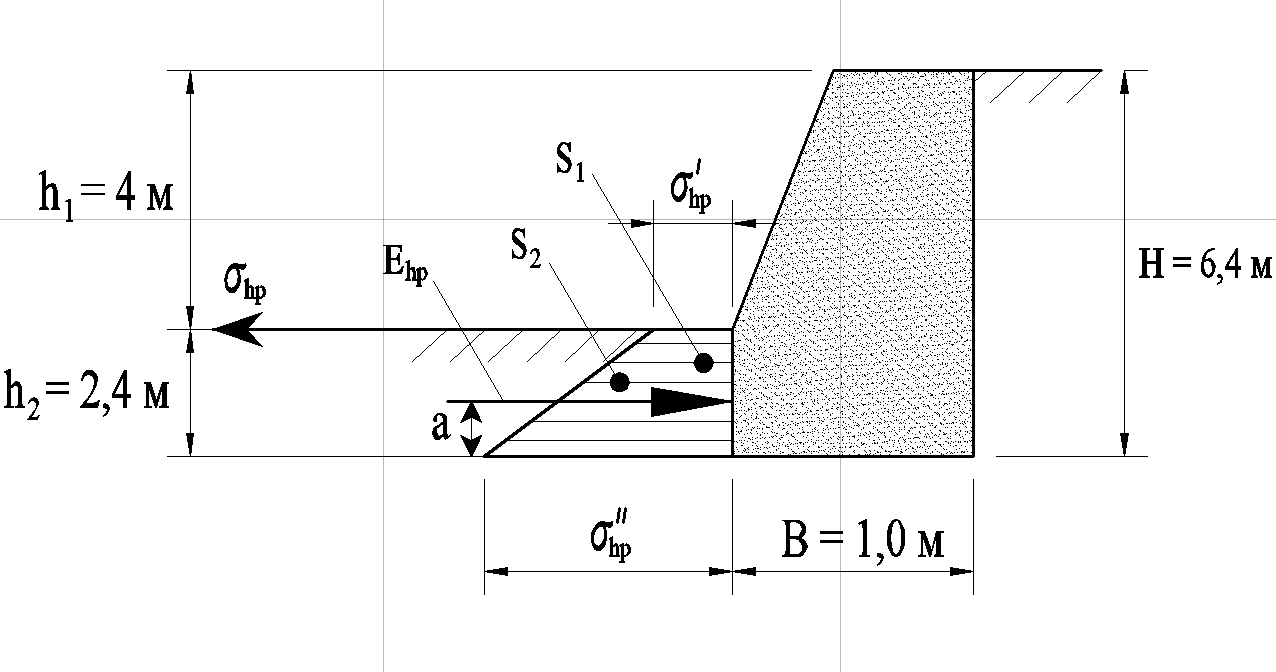 S₁
σ′hp
h₁ = 4 м
S₂
Ehp
H = 6,4 м
σhp
h₂ = 2,4 м
a
σ″hp
B = 1,0 м